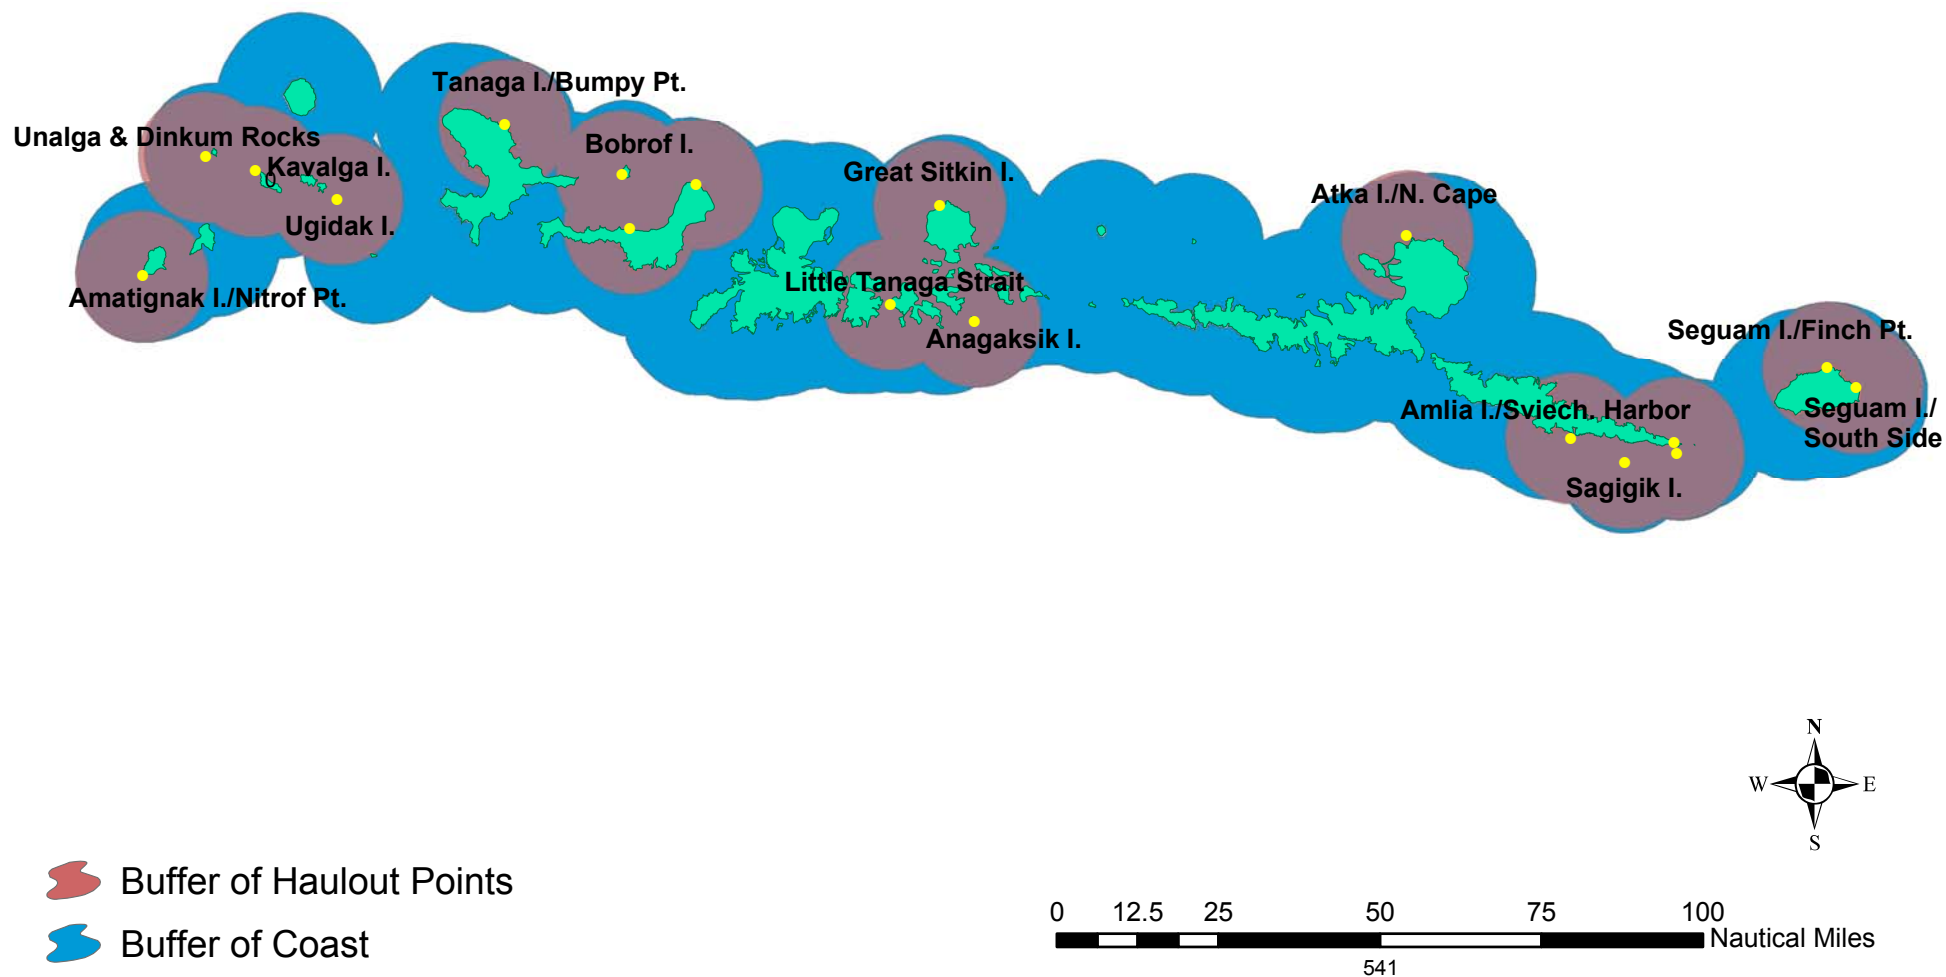 Tanaga I./Bumpy Pt.
Unalga & Dinkum Rocks
Bobrof I.
Kavalga I.
0
Great Sitkin I.
Atka I./N. Cape
Ugidak I.
Little Tanaga Strait
Amatignak I./Nitrof Pt.
Anagaksik I.
Seguam I./Finch Pt.
Amlia I./Sviech. Harbor
Seguam I./
South Side
Sagigik I.
N
W E
S
Buffer of Haulout Points
Buffer of Coast
0 12.5 25 50 75 100
Nautical Miles
541